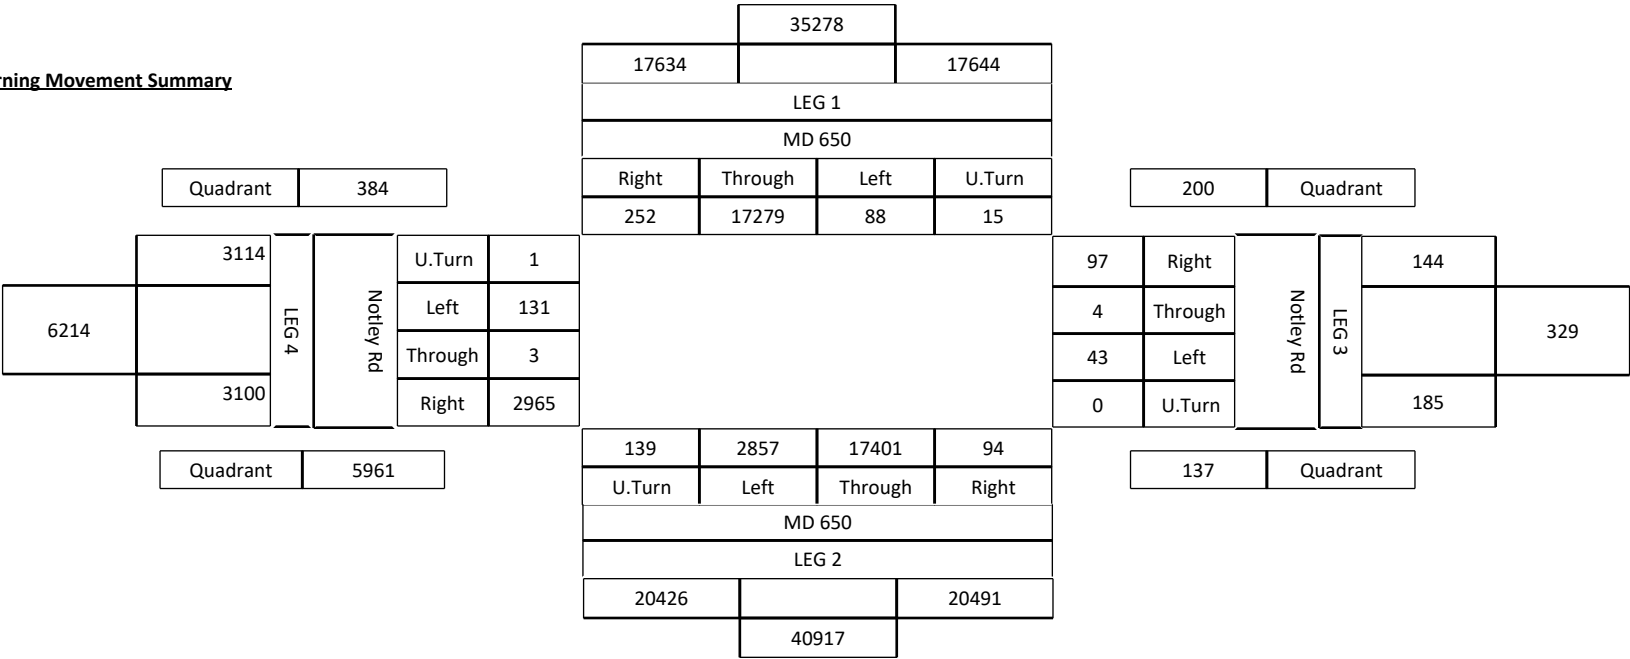 35278
17634 17644
rning Movement Summary
LEG 1
MD 650
Quadrant 384
Right Through Left U.Turn
200 Quadrant
252 17279 88 15
3114
U.Turn 1
97 Right
144
6214
LEG 4
Notley Rd
Left 131
4 Through
Notley Rd
LEG 3
329
Through 3
43 Left
3100
Right 2965
0 U.Turn
185
139 2857 17401 94
Quadrant 5961
U.Turn Left Through Right
137 Quadrant
MD 650
LEG 2
20426 20491
40917